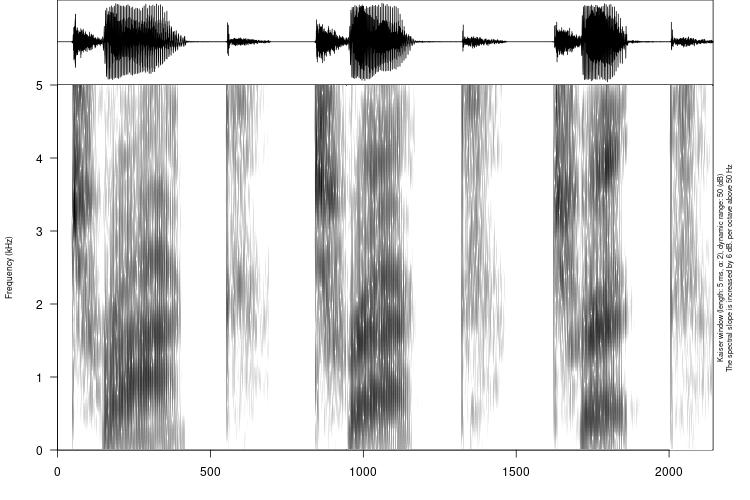 5
4
3
2
1
0
Frequency (kHz)
0 500 1000 1500 2000
Kaiser window (length: 5 ms, α: 2), dynamic range: 50 (dB)
The spectral slope is increased by 6 dB. per octave above 50 Hz